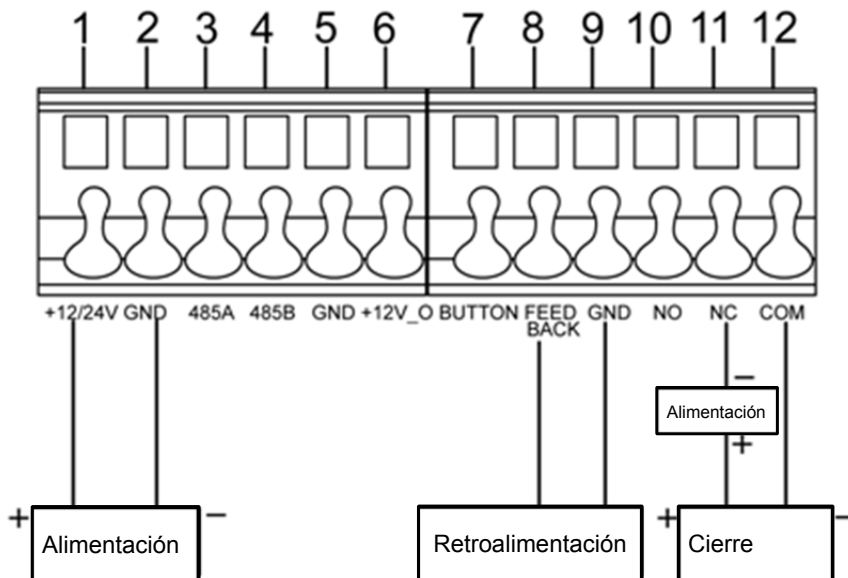 1 2 3 4 5 6 7 8 9 10 11 12
+12/24V GND 485A 485B GND +12V_O BUTTON FEED GND NO NC COM
BACK
−
Alimentación
+
+ Alimentación −
Retroalimentación
+ Cierre −